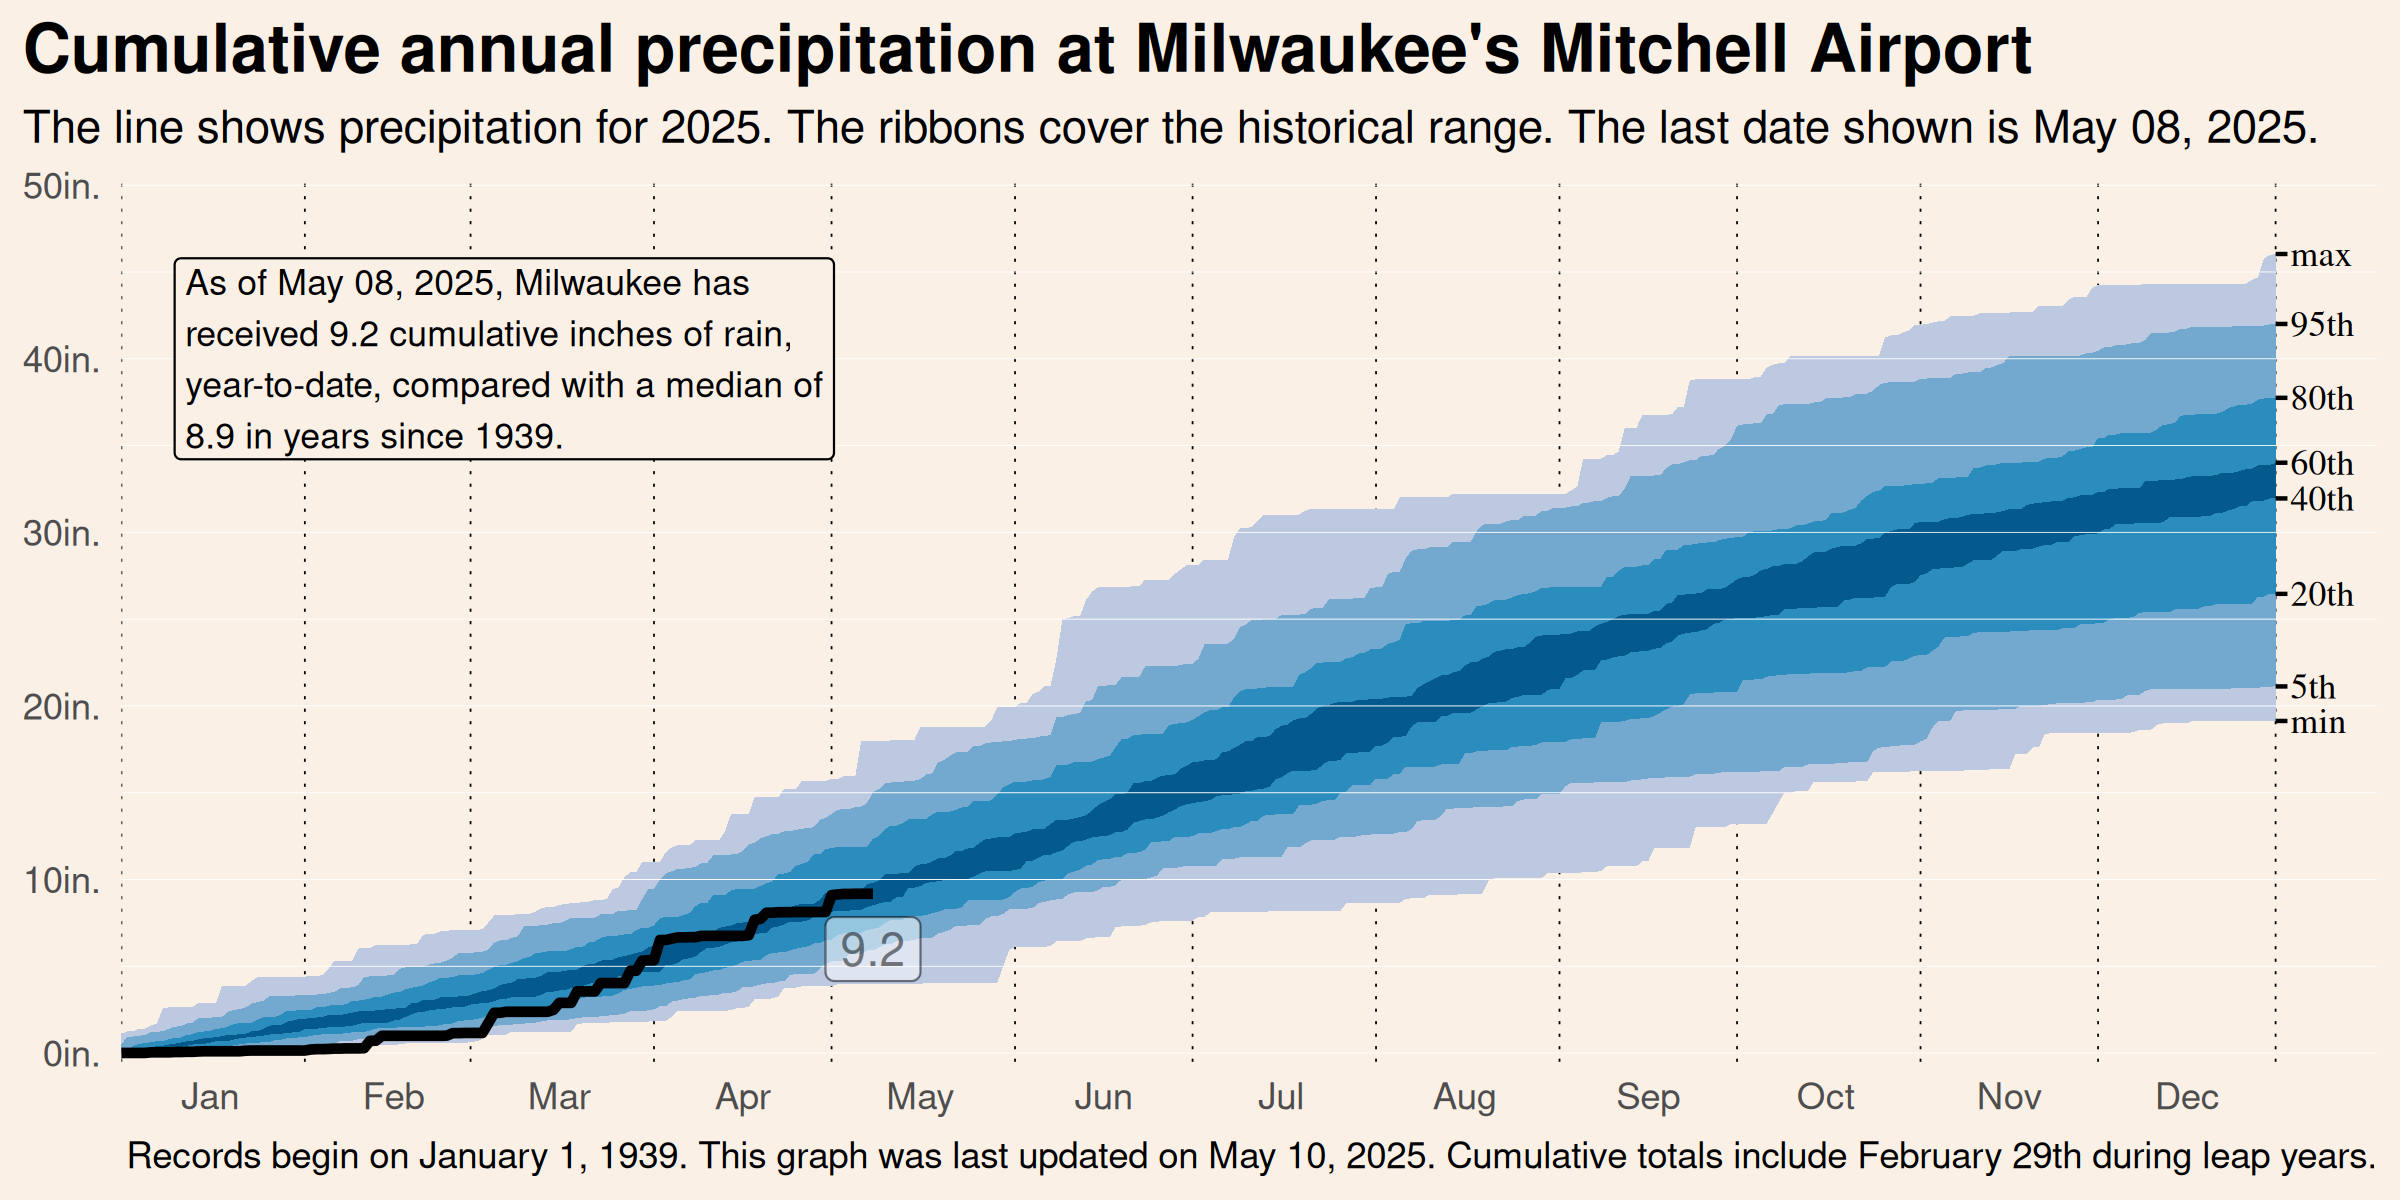 Cumulative annual precipitation at Milwaukee's Mitchell Airport
The line shows precipitation for 2025. The ribbons cover the historical range. The last date shown is May 08, 2025.
50in.
40in.
30in.
20in.
10in.
0in.
As of May 08, 2025, Milwaukee has
received 9.2 cumulative inches of rain,
year-to-date, compared with a median of
8.9 in years since 1939.
9.2
max
95th
80th
60th
40th
20th
5th
min
Jan Feb Mar Apr May Jun Jul Aug Sep Oct Nov Dec
Records begin on January 1, 1939. This graph was last updated on May 10, 2025. Cumulative totals include February 29th during leap years.